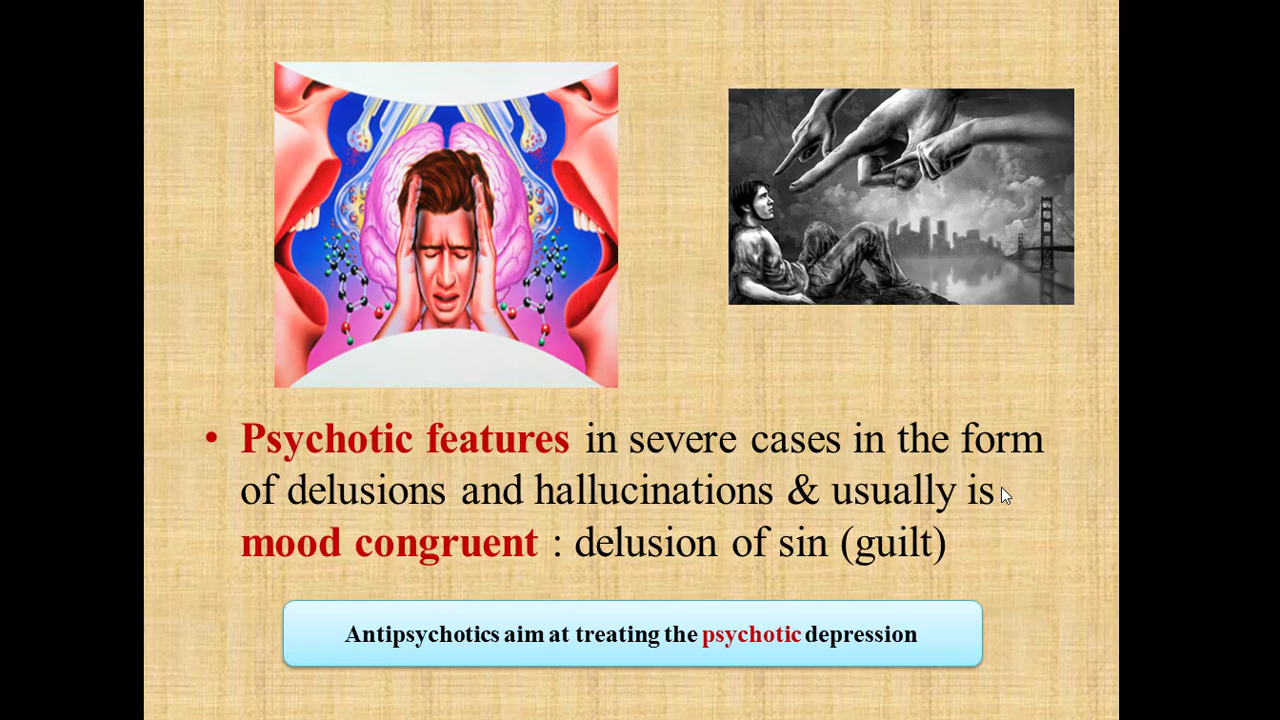 • Psychotic features in severe cases in the form
of delusions and hallucinations & usually is
mood congruent : delusion of sin (guilt)
Antipsychotics aim at treating the psychotic depression